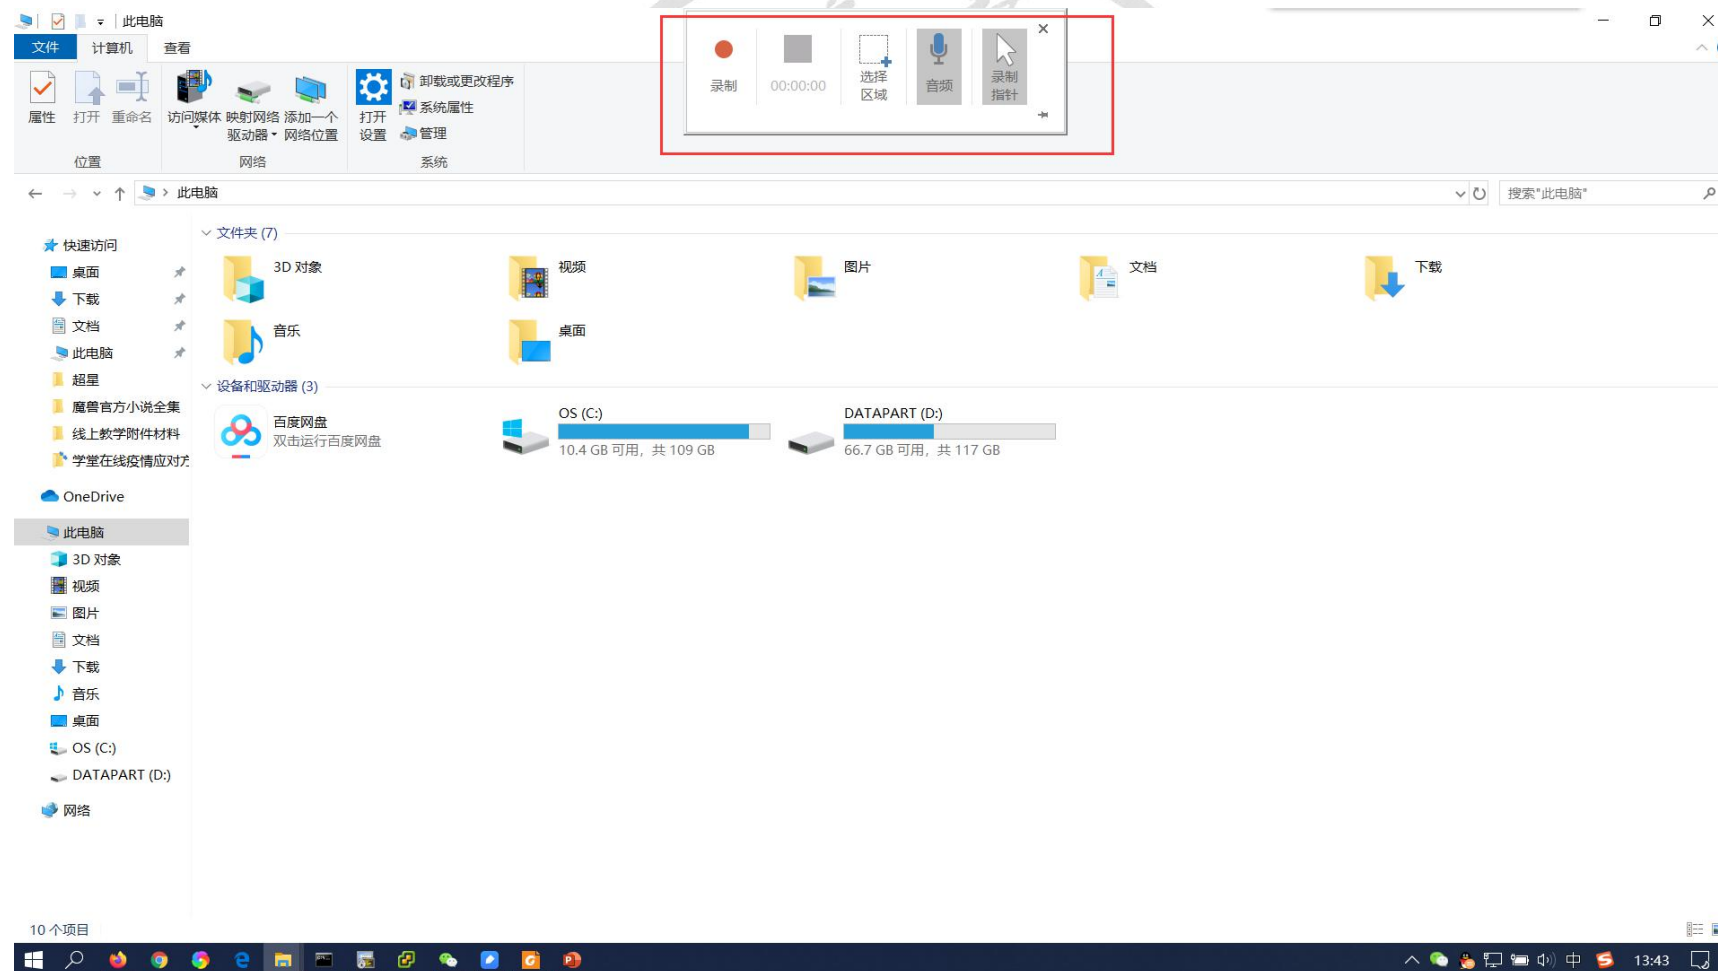 此电脑
文件 计算机 查看
属性 打开 重命名 访问媒体 映射网络驱动器 添加一个网络位置 打开设置 卸载或更改程序
系统属性
管理
位置 网络 系统
录制 00:00:00 选择区域 音频 录制指针
此电脑 搜索"此电脑"
快速访问
桌面
下载
文档
此电脑
超星
魔兽官方小说全集
线上教学附件材料
学堂在线疫情应对方
OneDrive
此电脑
3D 对象
视频
图片
文档
下载
音乐
桌面
OS (C:)
DATAPART (D:)
网络
文件夹 (7)
3D 对象 视频 图片 文档 下载
音乐 桌面
设备和驱动器 (3)
百度网盘
双击运行百度网盘
OS (C:)
10.4 GB 可用，共 109 GB
DATAPART (D:)
66.7 GB 可用，共 117 GB
10 个项目
中 13:43